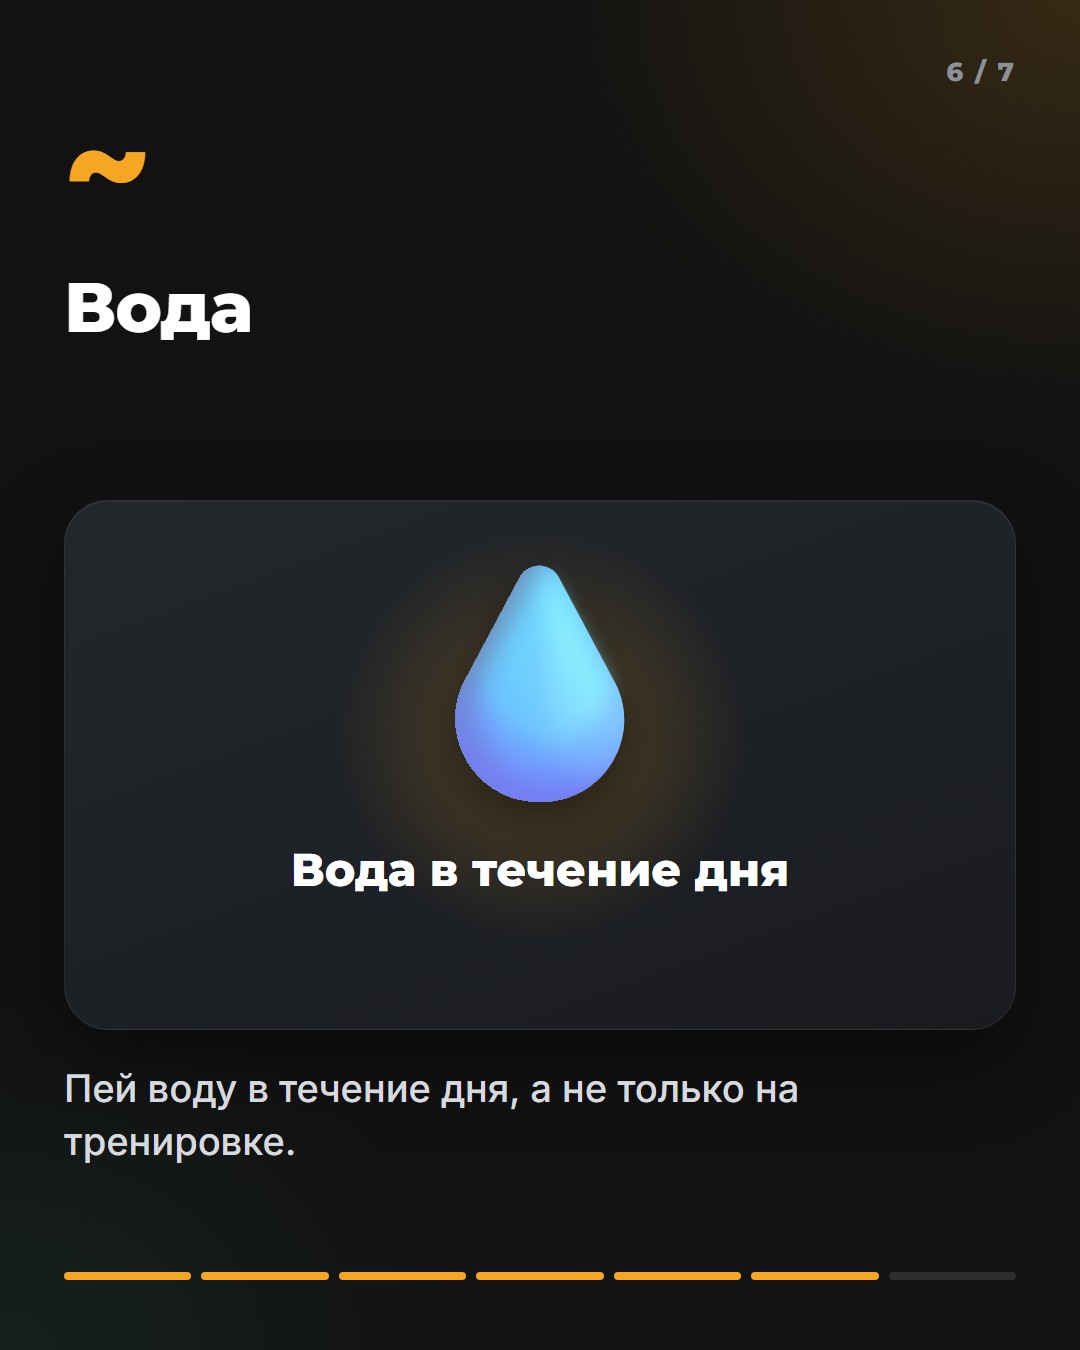 6 / 7
~
Вода
Вода в течение дня
Пей воду в течение дня, а не только на
тренировке.